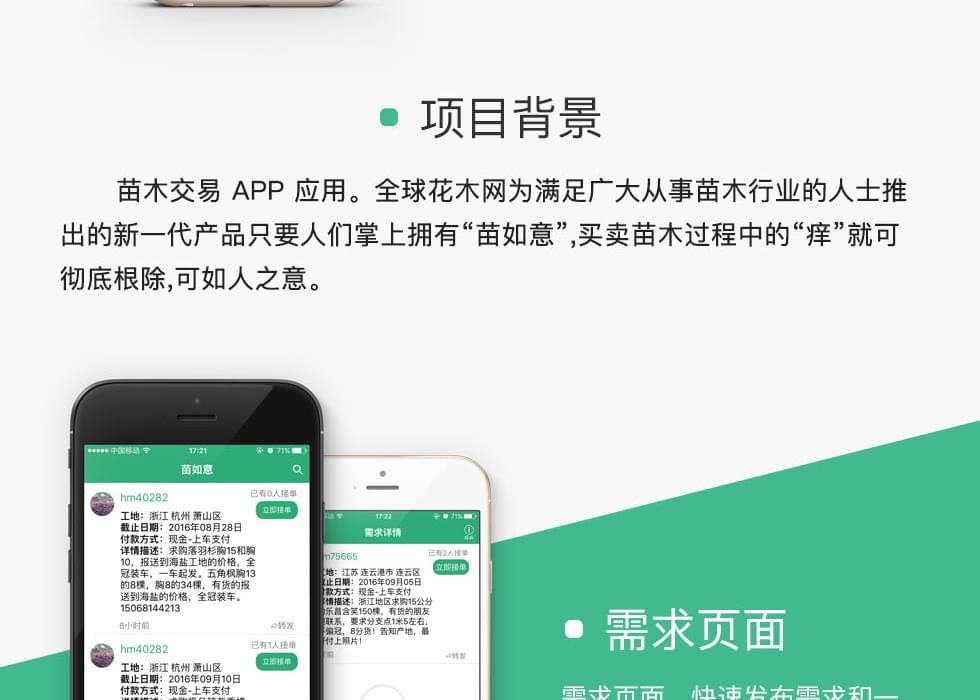 项目背景
苗木交易 APP 应用。全球花木网为满足广大从事苗木行业的人士推
出的新一代产品只要人们掌上拥有“苗如意”,买卖苗木过程中的“痒”就可
彻底根除,可如人之意。
中国移动 17:21 71%
苗如意
hm40282 已有0人接单
立即接单
工地：浙江 杭州 萧山区
截止日期：2016年08月28日
付款方式：现金-上车支付
详情描述：求购落羽杉胸15和胸
10，报送到海盐工地的价格，全
冠装车，一车起发。五角枫胸13
的8棵，胸8的34棵，有货的报
送到海盐的价格，全冠装车。
15068144213
8小时前 转发
hm40282 已有1人接单
立即接单
工地：浙江 杭州 萧山区
截止日期：2016年09月10日
付款方式：现金-上车支付
17:22 71%
需求详情
m75665 已有2人接单
立即接单
地：江苏 连云港市 连云区
止日期：2016年09月05日
付款方式：现金-上车支付
情描述：浙江地区求购15公分
乐昌含笑150棵，有货的朋友
联系，要求分支点1米5左右，
偏冠，8分货！告知产地，最
付上照片！
前 转发
需求页面
需求页面，快速发布需求和一